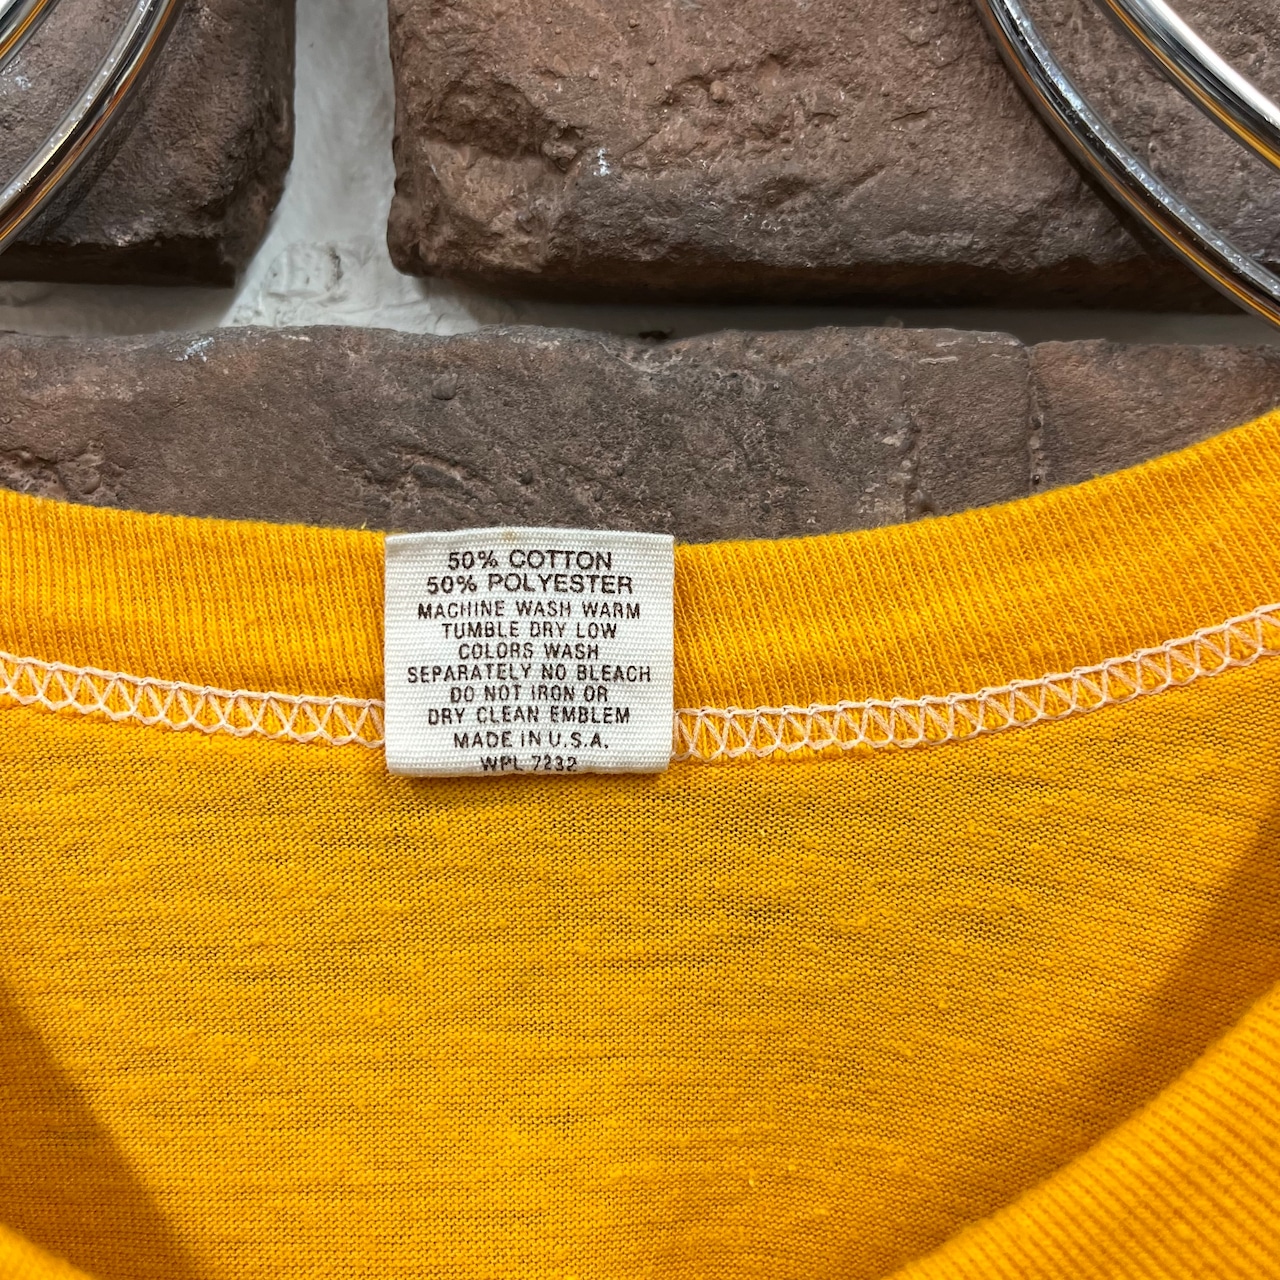 50% COTTON
50% POLYESTER
MACHINE WASH WARM
TUMBLE DRY LOW
COLORS WASH
SEPARATELY NO BLEACH
DO NOT IRON OR
DRY CLEAN EMBLEM
MADE IN U.S.A.
WPL 7232